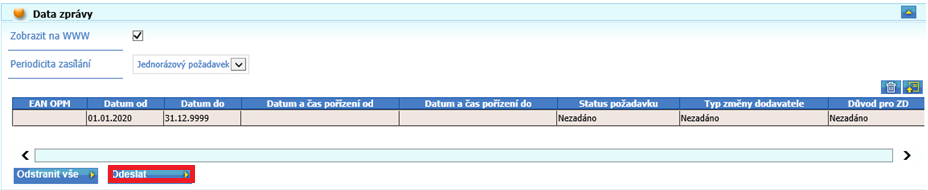 Data zprávy
Zobrazit na WWW
Periodicita zasílání Jednorázový požadavek
EAN OPM Datum od Datum do Datum a čas pořízení od Datum a čas pořízení do Status požadavku Typ změny dodavatele Důvod pro ZD
01.01.2020 31.12.9999 Nezadáno Nezadáno Nezadáno
Odstranit vše Odeslat